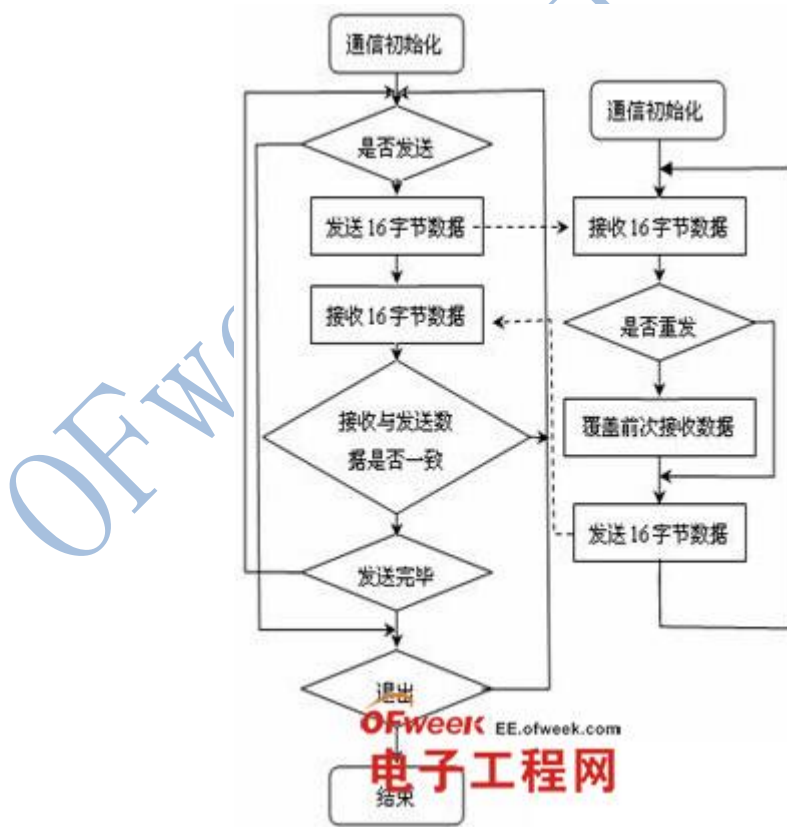 通信初始化
是否发送
发送16字节数据
接收16字节数据
接收与发送数
据是否一致
发送完毕
退出
结束
通信初始化
接收16字节数据
是否重发
覆盖前次接收数据
发送16字节数据
OFweek EE.ofweek.com
电子工程网
OFwe